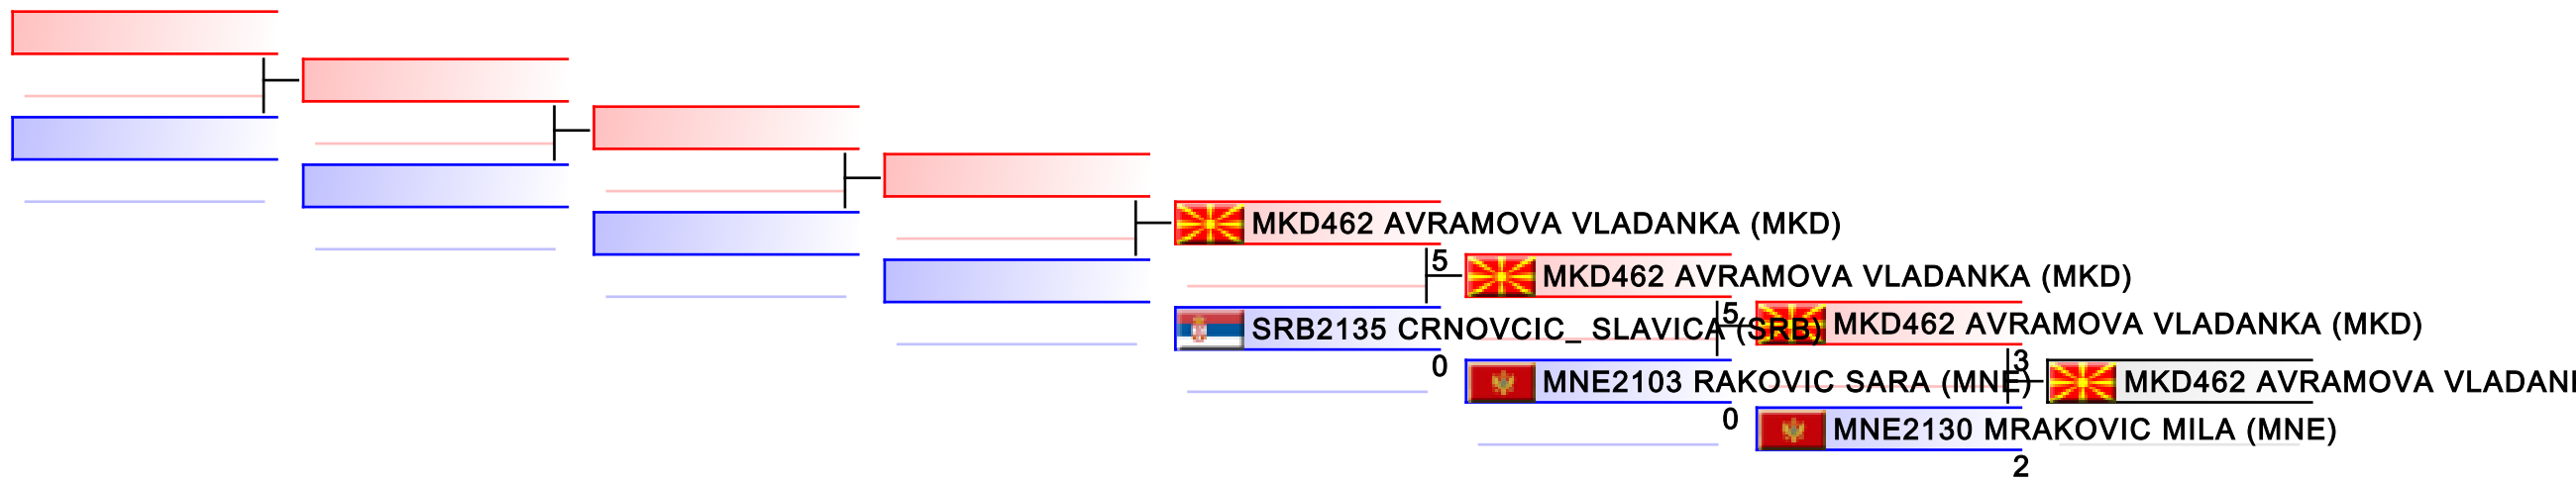 MKD462 AVRAMOVA VLADANKA (MKD)
5
MKD462 AVRAMOVA VLADANKA (MKD)
SRB2135 CRNOVCIC_ SLAVICA (SRB)
0
5
MKD462 AVRAMOVA VLADANKA (MKD)
MNE2103 RAKOVIC SARA (MNE)
0
3
MKD462 AVRAMOVA VLADAN
MNE2130 MRAKOVIC MILA (MNE)
2